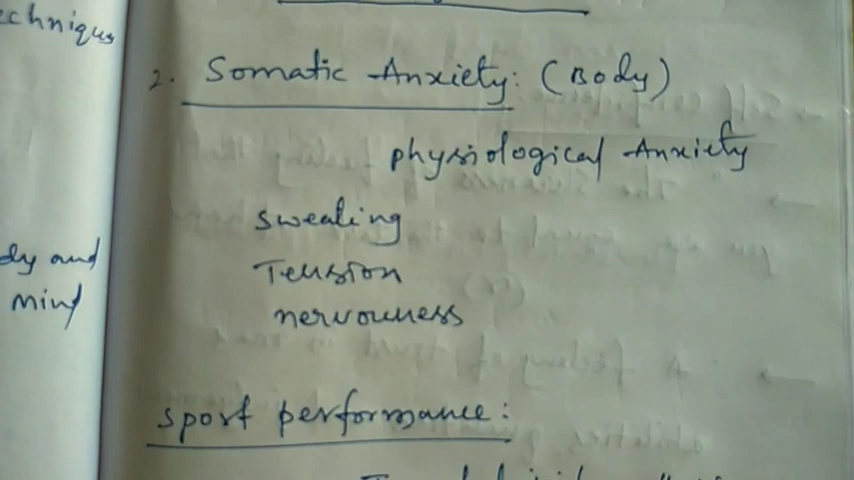 echniques
2. Somatic Anxiety: (Body)
physiological Anxiety
sweating
Tension
nervousness
dy and
mind
sport performance: